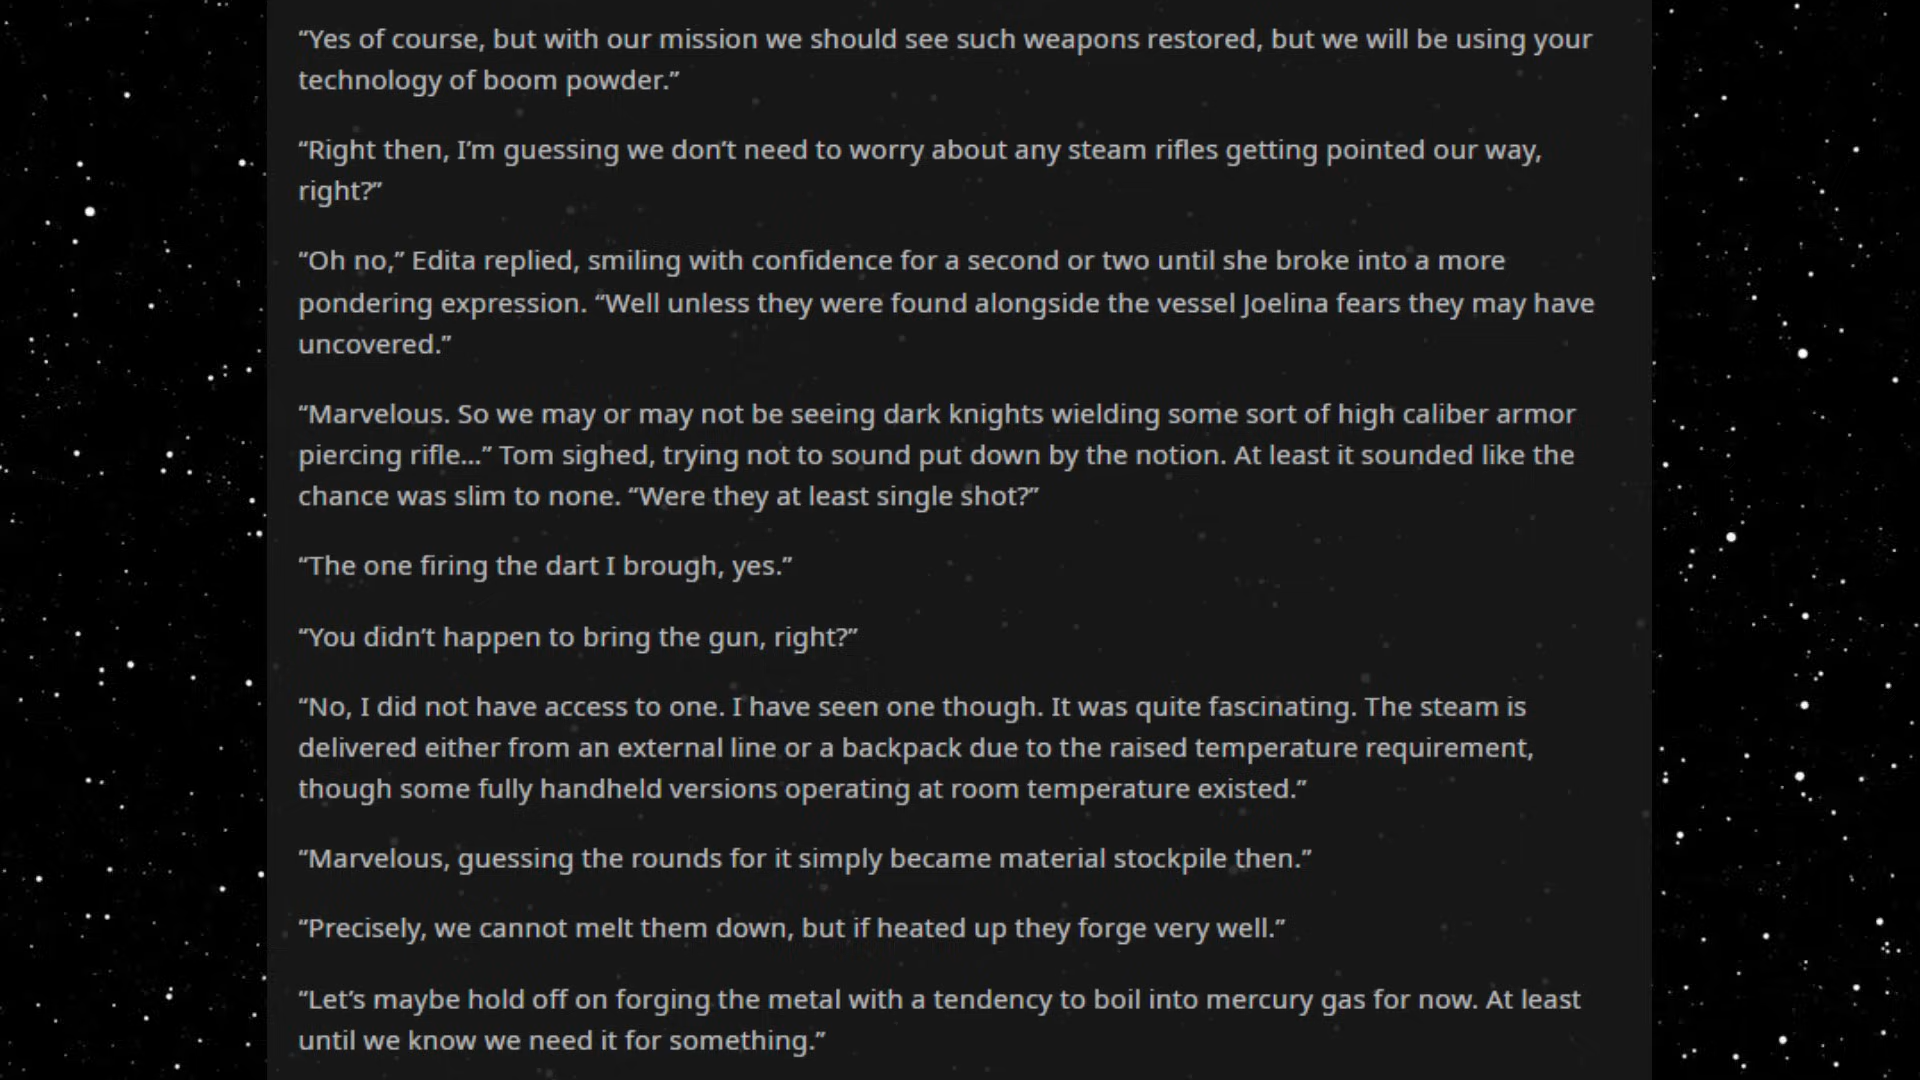 “Yes of course, but with our mission we should see such weapons restored, but we will be using your
technology of boom powder.”
“Right then, I’m guessing we don’t need to worry about any steam rifles getting pointed our way,
right?”
“Oh no,” Edita replied, smiling with confidence for a second or two until she broke into a more
pondering expression. “Well unless they were found alongside the vessel Joelina fears they may have
uncovered.”
“Marvelous. So we may or may not be seeing dark knights wielding some sort of high caliber armor
piercing rifle...” Tom sighed, trying not to sound put down by the notion. At least it sounded like the
chance was slim to none. “Were they at least single shot?”
“The one firing the dart I brough, yes.”
“You didn’t happen to bring the gun, right?”
“No, I did not have access to one. I have seen one though. It was quite fascinating. The steam is
delivered either from an external line or a backpack due to the raised temperature requirement,
though some fully handheld versions operating at room temperature existed.”
“Marvelous, guessing the rounds for it simply became material stockpile then.”
“Precisely, we cannot melt them down, but if heated up they forge very well.”
“Let’s maybe hold off on forging the metal with a tendency to boil into mercury gas for now. At least
until we know we need it for something.”